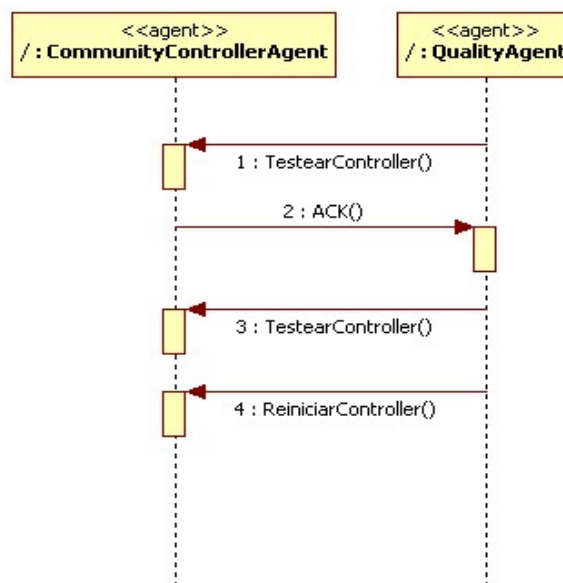 <<agent>>
/ : CommunityControllerAgent
<<agent>>
/ : QualityAgent
1 : TestearController()
2 : ACK()
3 : TestearController()
4 : ReiniciarController()